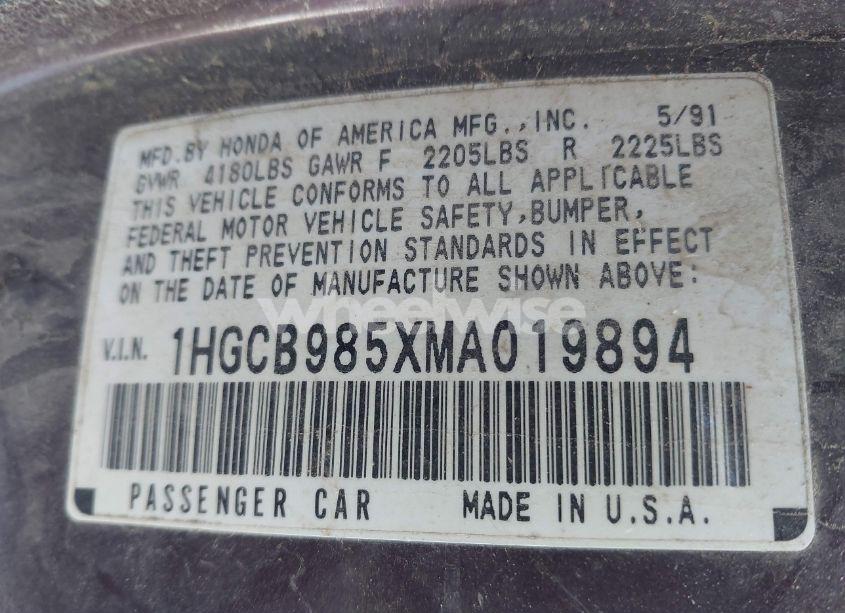 MFD.BY HONDA OF AMERICA MFG.,INC. 5/91
GVWR 4180LBS GAWR F 2205LBS R 2225LBS
THIS VEHICLE CONFORMS TO ALL APPLICABLE
FEDERAL MOTOR VEHICLE SAFETY,BUMPER,
AND THEFT PREVENTION STANDARDS IN EFFECT
ON THE DATE OF MANUFACTURE SHOWN ABOVE:
wheelwise
V.I.N. 1HGCB985XMA019894
PASSENGER CAR MADE IN U.S.A.